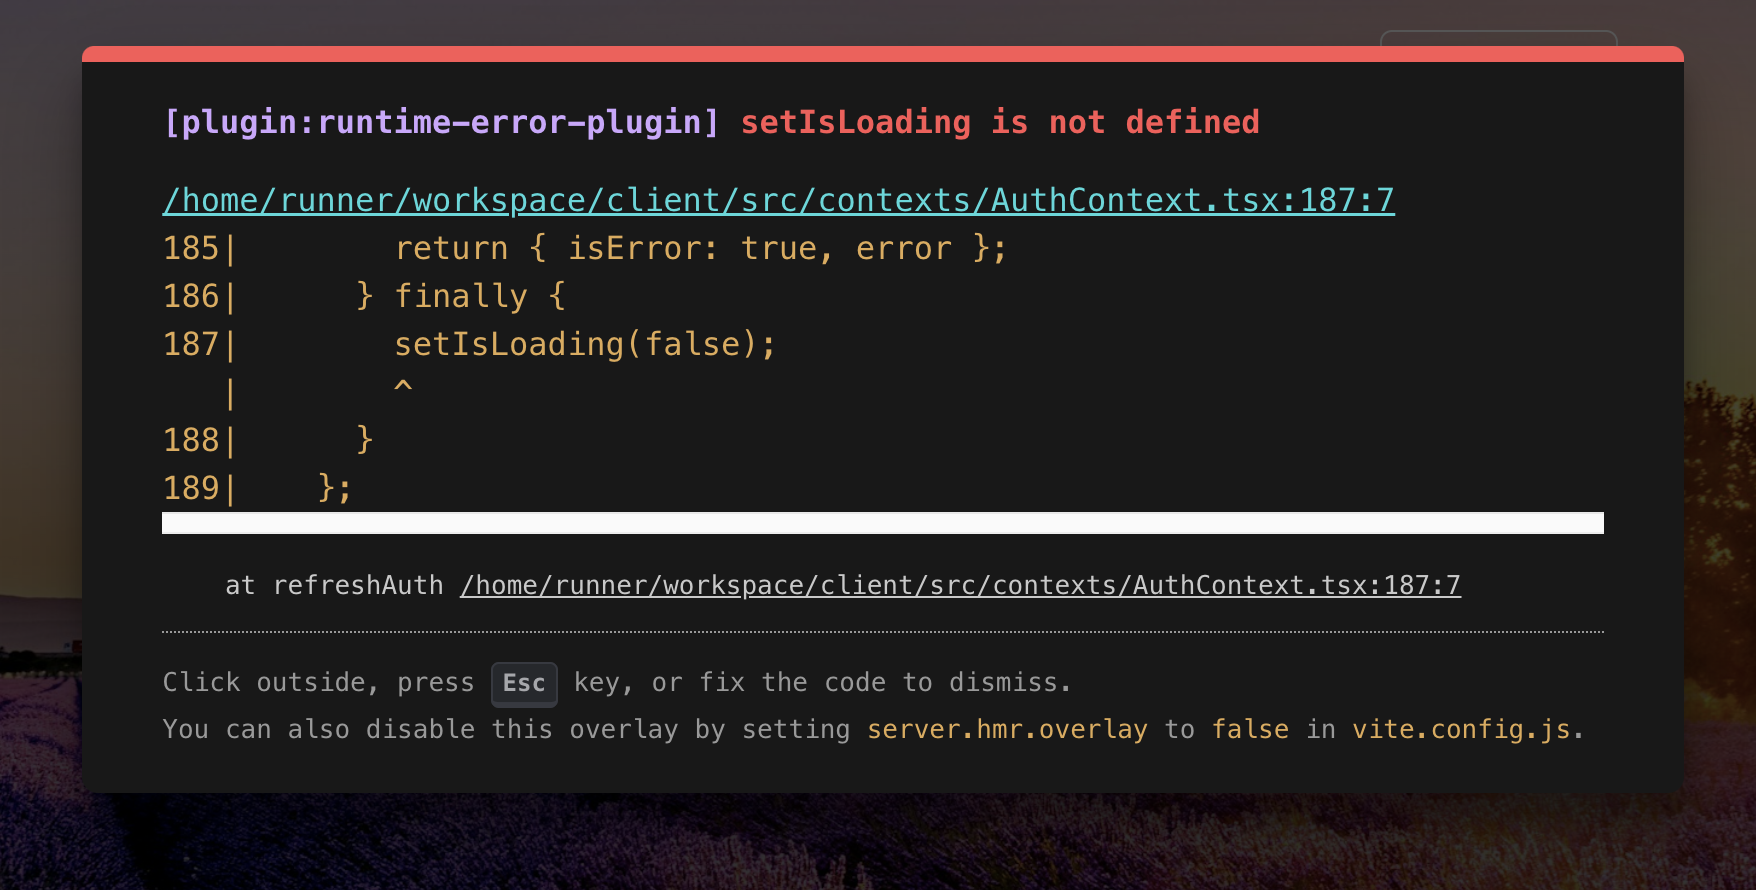 [plugin:runtime-error-plugin] setIsLoading is not defined
/home/runner/workspace/client/src/contexts/AuthContext.tsx:187:7
185|        return { isError: true, error };
186|      } finally {
187|        setIsLoading(false);
   |        ^
188|      }
189|    };
at refreshAuth /home/runner/workspace/client/src/contexts/AuthContext.tsx:187:7
Click outside, press Esc key, or fix the code to dismiss.
You can also disable this overlay by setting server.hmr.overlay to false in vite.config.js.